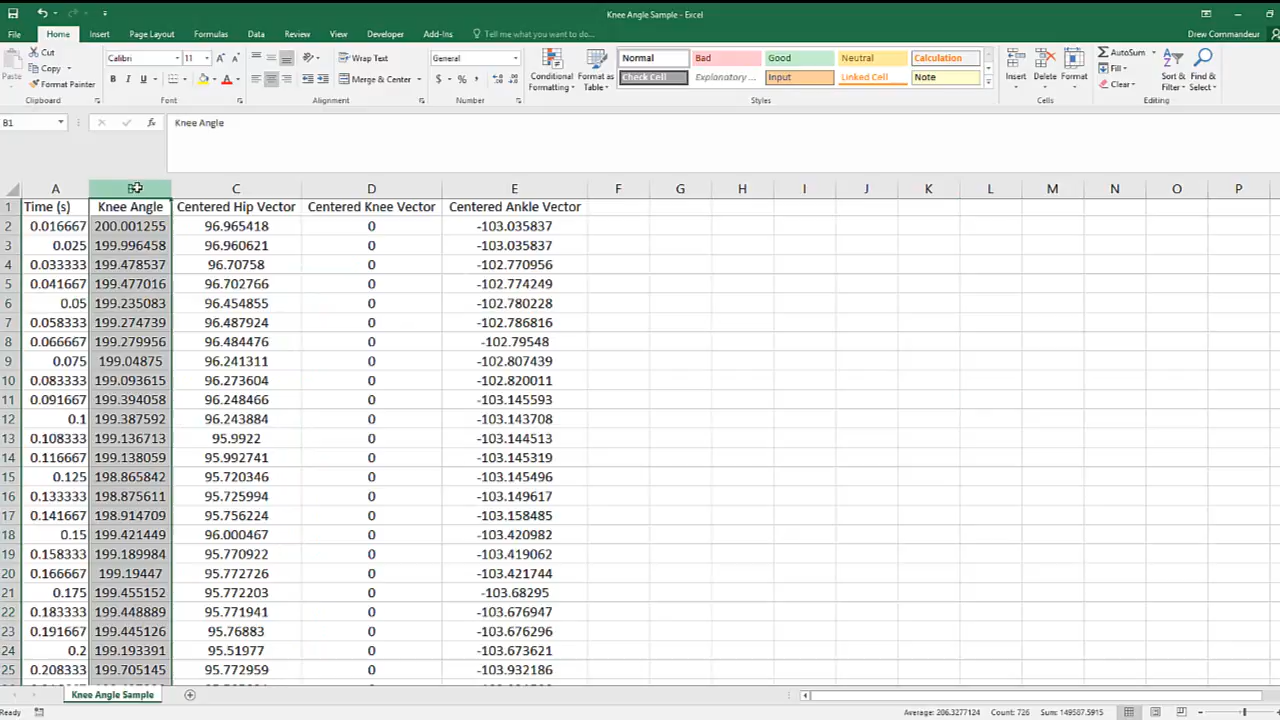 Knee Angle Sample - Excel
File Home Insert Page Layout Formulas Data Review View Developer Add-Ins Tell me what you want to do... Drew Commandeur
Paste Cut Copy Format Painter Clipboard
Calibri 11 B I U A Font
Wrap Text Merge & Center Alignment
General $ % , Number
Conditional Formatting Format as Table Normal Bad Good Neutral Calculation Check Cell Explanatory ... Input Linked Cell Note Styles
Insert Delete Format Cells
AutoSum Fill Clear Sort & Filter Find & Select Editing
B1 fx Knee Angle
A C D E F G H I J K L M N O P
1 Time (s) Knee Angle Centered Hip Vector Centered Knee Vector Centered Ankle Vector
2 0.016667 200.001255 96.965418 0 -103.035837
3 0.025 199.996458 96.960621 0 -103.035837
4 0.033333 199.478537 96.70758 0 -102.770956
5 0.041667 199.477016 96.702766 0 -102.774249
6 0.05 199.235083 96.454855 0 -102.780228
7 0.058333 199.274739 96.487924 0 -102.786816
8 0.066667 199.279956 96.484476 0 -102.79548
9 0.075 199.04875 96.241311 0 -102.807439
10 0.083333 199.093615 96.273604 0 -102.820011
11 0.091667 199.394058 96.248466 0 -103.145593
12 0.1 199.387592 96.243884 0 -103.143708
13 0.108333 199.136713 95.9922 0 -103.144513
14 0.116667 199.138059 95.992741 0 -103.145319
15 0.125 198.865842 95.720346 0 -103.145496
16 0.133333 198.875611 95.725994 0 -103.149617
17 0.141667 198.914709 95.756224 0 -103.158485
18 0.15 199.421449 96.000467 0 -103.420982
19 0.158333 199.189984 95.770922 0 -103.419062
20 0.166667 199.19447 95.772726 0 -103.421744
21 0.175 199.455152 95.772203 0 -103.68295
22 0.183333 199.448889 95.771941 0 -103.676947
23 0.191667 199.445126 95.76883 0 -103.676296
24 0.2 199.193391 95.51977 0 -103.673621
25 0.208333 199.705145 95.772959 0 -103.932186
Knee Angle Sample
Ready Average: 206.3277124 Count: 726 Sum: 149587.5915